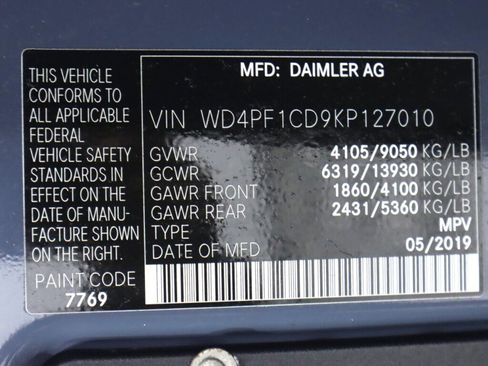 MFD: DAIMLER AG
THIS VEHICLE
CONFORMS TO
ALL APPLICABLE
FEDERAL
VEHICLE SAFETY
STANDARDS IN
EFFECT ON THE
DATE OF MANU-
FACTURE SHOWN
ON THE RIGHT.
PAINT CODE
7769
VIN WD4PF1CD9KP127010
GVWR 4105/9050 KG/LB
GCWR 6319/13930 KG/LB
GAWR FRONT 1860/4100 KG/LB
GAWR REAR 2431/5360 KG/LB
TYPE MPV
DATE OF MFD 05/2019